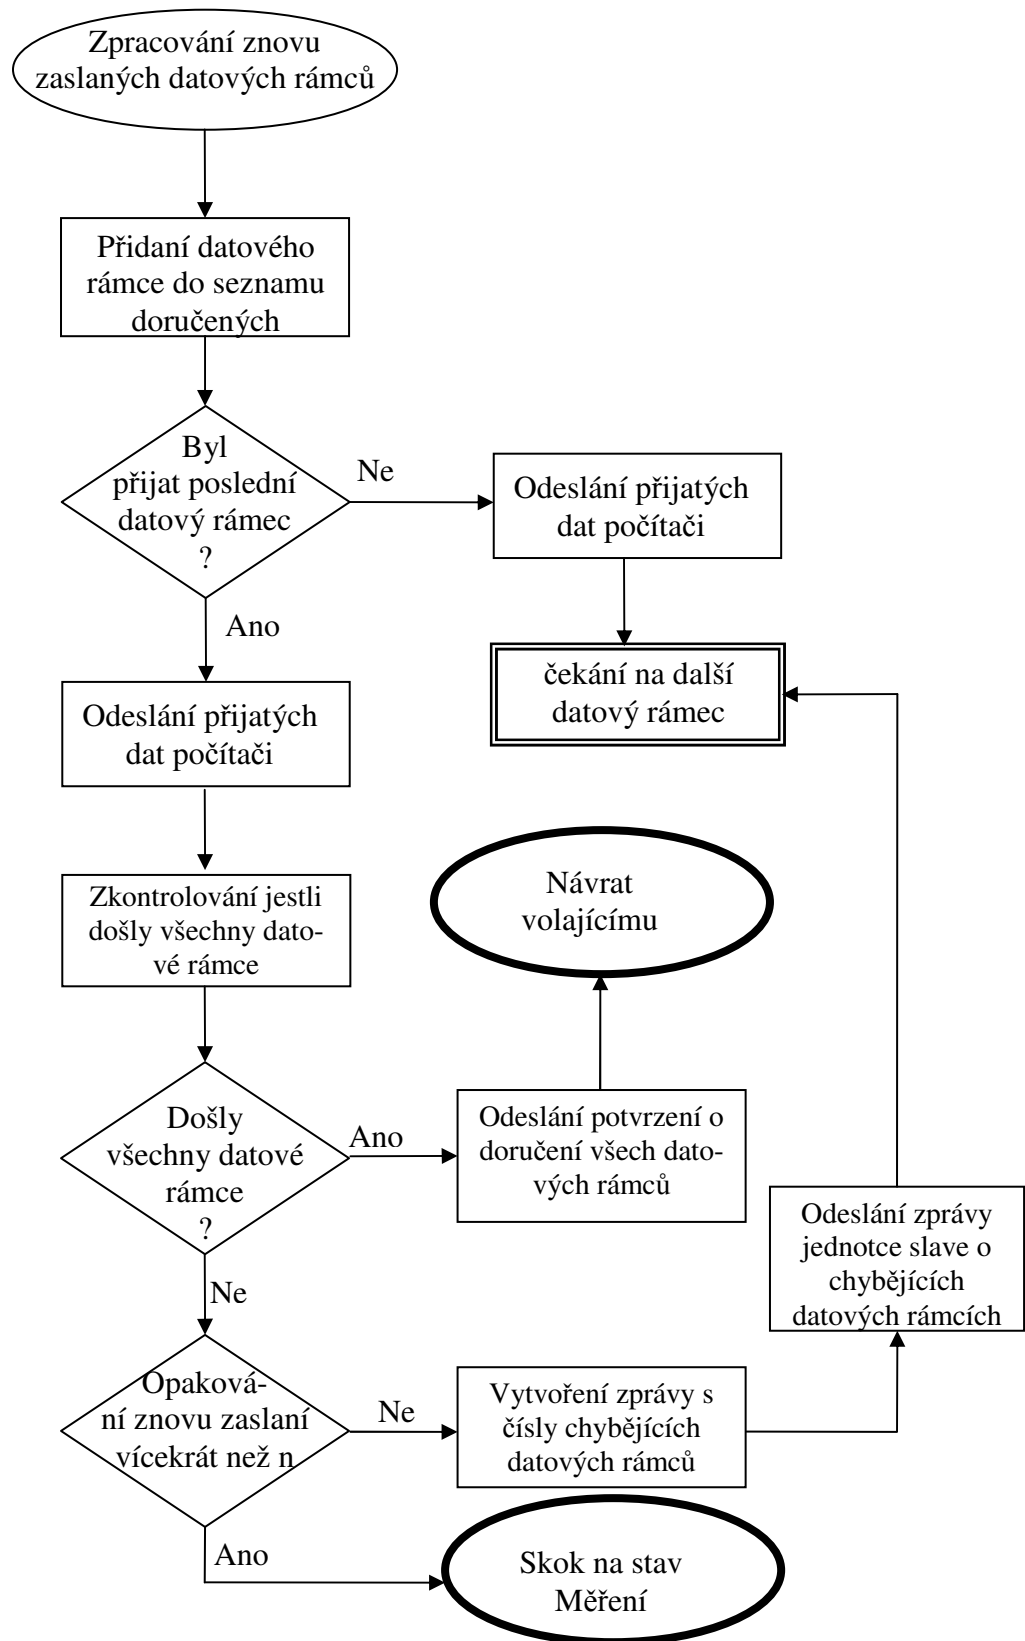 Zpracování znovu
zaslaných datových rámců
Přidaní datového
rámce do seznamu
doručených
Byl
přijat poslední
datový rámec
?
Ne
Odeslání přijatých
dat počítači
Ano
čekání na další
datový rámec
Odeslání přijatých
dat počítači
Zkontrolování jestli
došly všechny dato-
vé rámce
Návrat
volajícímu
Došly
všechny datové
rámce
?
Ano
Odeslání potvrzení o
doručení všech dato-
vých rámců
Odeslání zprávy
jednotce slave o
chybějících
datových rámcích
Ne
Opaková-
ní znovu zaslaní
vícekrát než n
Ne
Vytvoření zprávy s
čísly chybějících
datových rámců
Ano
Skok na stav
Měření